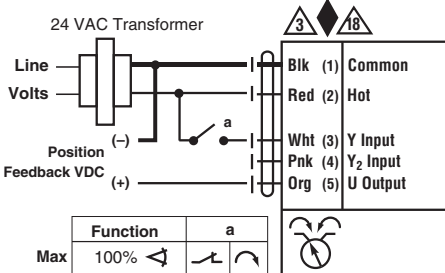 24 VAC Transformer
3 18
Line
Volts
Blk (1) Common
Red (2) Hot
a
Wht (3) Y Input
Pnk (4) Y2 Input
Org (5) U Output
Position (–)
Feedback VDC
(+)
Function a
Max 100%